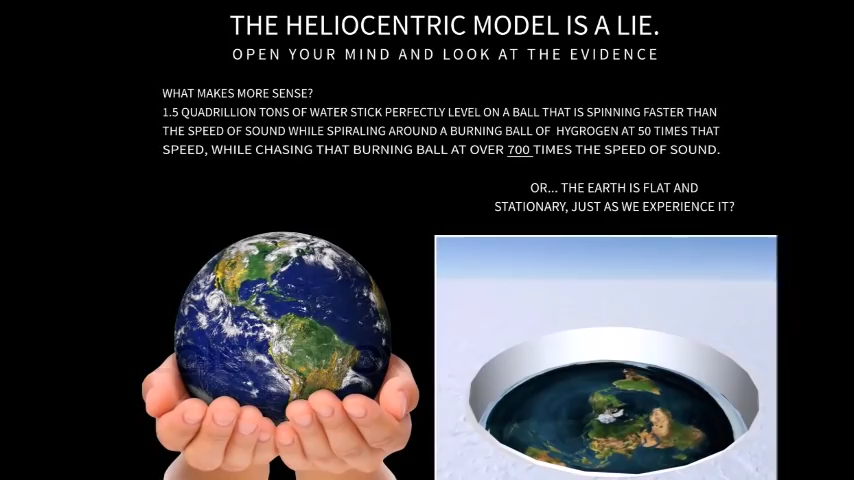 THE HELIOCENTRIC MODEL IS A LIE.
OPEN YOUR MIND AND LOOK AT THE EVIDENCE
WHAT MAKES MORE SENSE?
1.5 QUADRILLION TONS OF WATER STICK PERFECTLY LEVEL ON A BALL THAT IS SPINNING FASTER THAN
THE SPEED OF SOUND WHILE SPIRALING AROUND A BURNING BALL OF HYGROGEN AT 50 TIMES THAT
SPEED, WHILE CHASING THAT BURNING BALL AT OVER 700 TIMES THE SPEED OF SOUND.
OR... THE EARTH IS FLAT AND
STATIONARY, JUST AS WE EXPERIENCE IT?